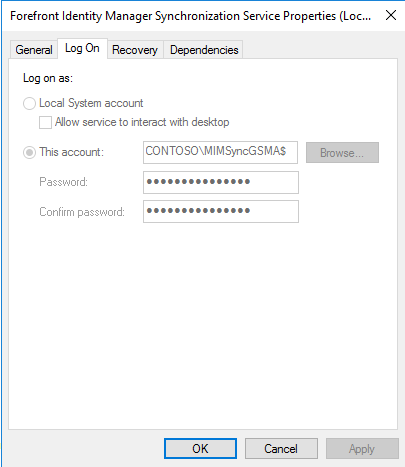 Forefront Identity Manager Synchronization Service Properties (Loc...
General Log On Recovery Dependencies
Log on as:
Local System account
Allow service to interact with desktop
This account: CONTOSO\MIMSyncGSMA$ Browse...
Password: •••••••••••••••
Confirm password: •••••••••••••••
OK Cancel Apply